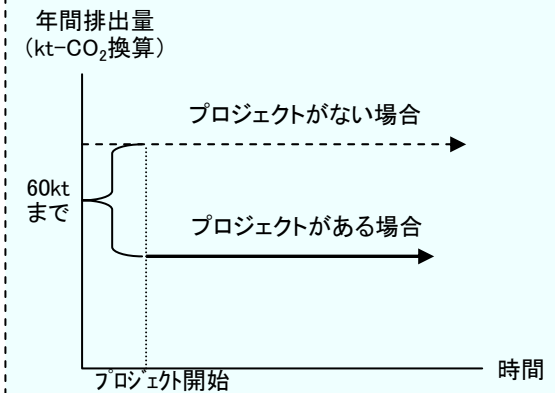 年間排出量
（kt-CO₂換算）
プロジェクトがない場合
60kt
まで
プロジェクトがある場合
時間
プロジェクト開始